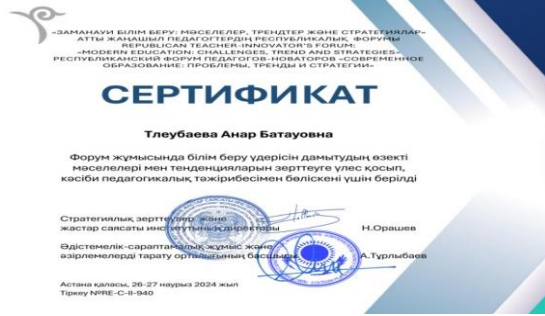 «ЗАМАНАУИ БІЛІМ БЕРУ: МӘСЕЛЕЛЕР, ТРЕНДТЕР ЖӘНЕ СТРАТЕГИЯЛАР»
АТТЫ ЖАҢАШЫЛ ПЕДАГОГТЕРДІҢ РЕСПУБЛИКАЛЫҚ ФОРУМЫ
REPUBLICAN TEACHER-INNOVATOR'S FORUM:
«MODERN EDUCATION: CHALLENGES, TREND AND STRATEGIES»
РЕСПУБЛИКАНСКИЙ ФОРУМ ПЕДАГОГОВ-НОВАТОРОВ «СОВРЕМЕННОЕ
ОБРАЗОВАНИЕ: ПРОБЛЕМЫ, ТРЕНДЫ И СТРАТЕГИИ»
СЕРТИФИКАТ
Тлеубаева Анар Батауовна
Форум жұмысында білім беру үдерісін дамытудың өзекті
мәселелері мен тенденцияларын зерттеуге үлес қосып,
кәсіби педагогикалық тәжірибесімен бөліскені үшін берілді
Стратегиялық зерттеулер және
жастар саясаты институтының директоры Н.Орашев
Әдістемелік-сараптамалық жұмыс және
әзірлемелерді тарату орталығының басшысы А.Тұрлыбаев
Астана қаласы, 26-27 наурыз 2024 жыл
Тіркеу №RE-C-II-940